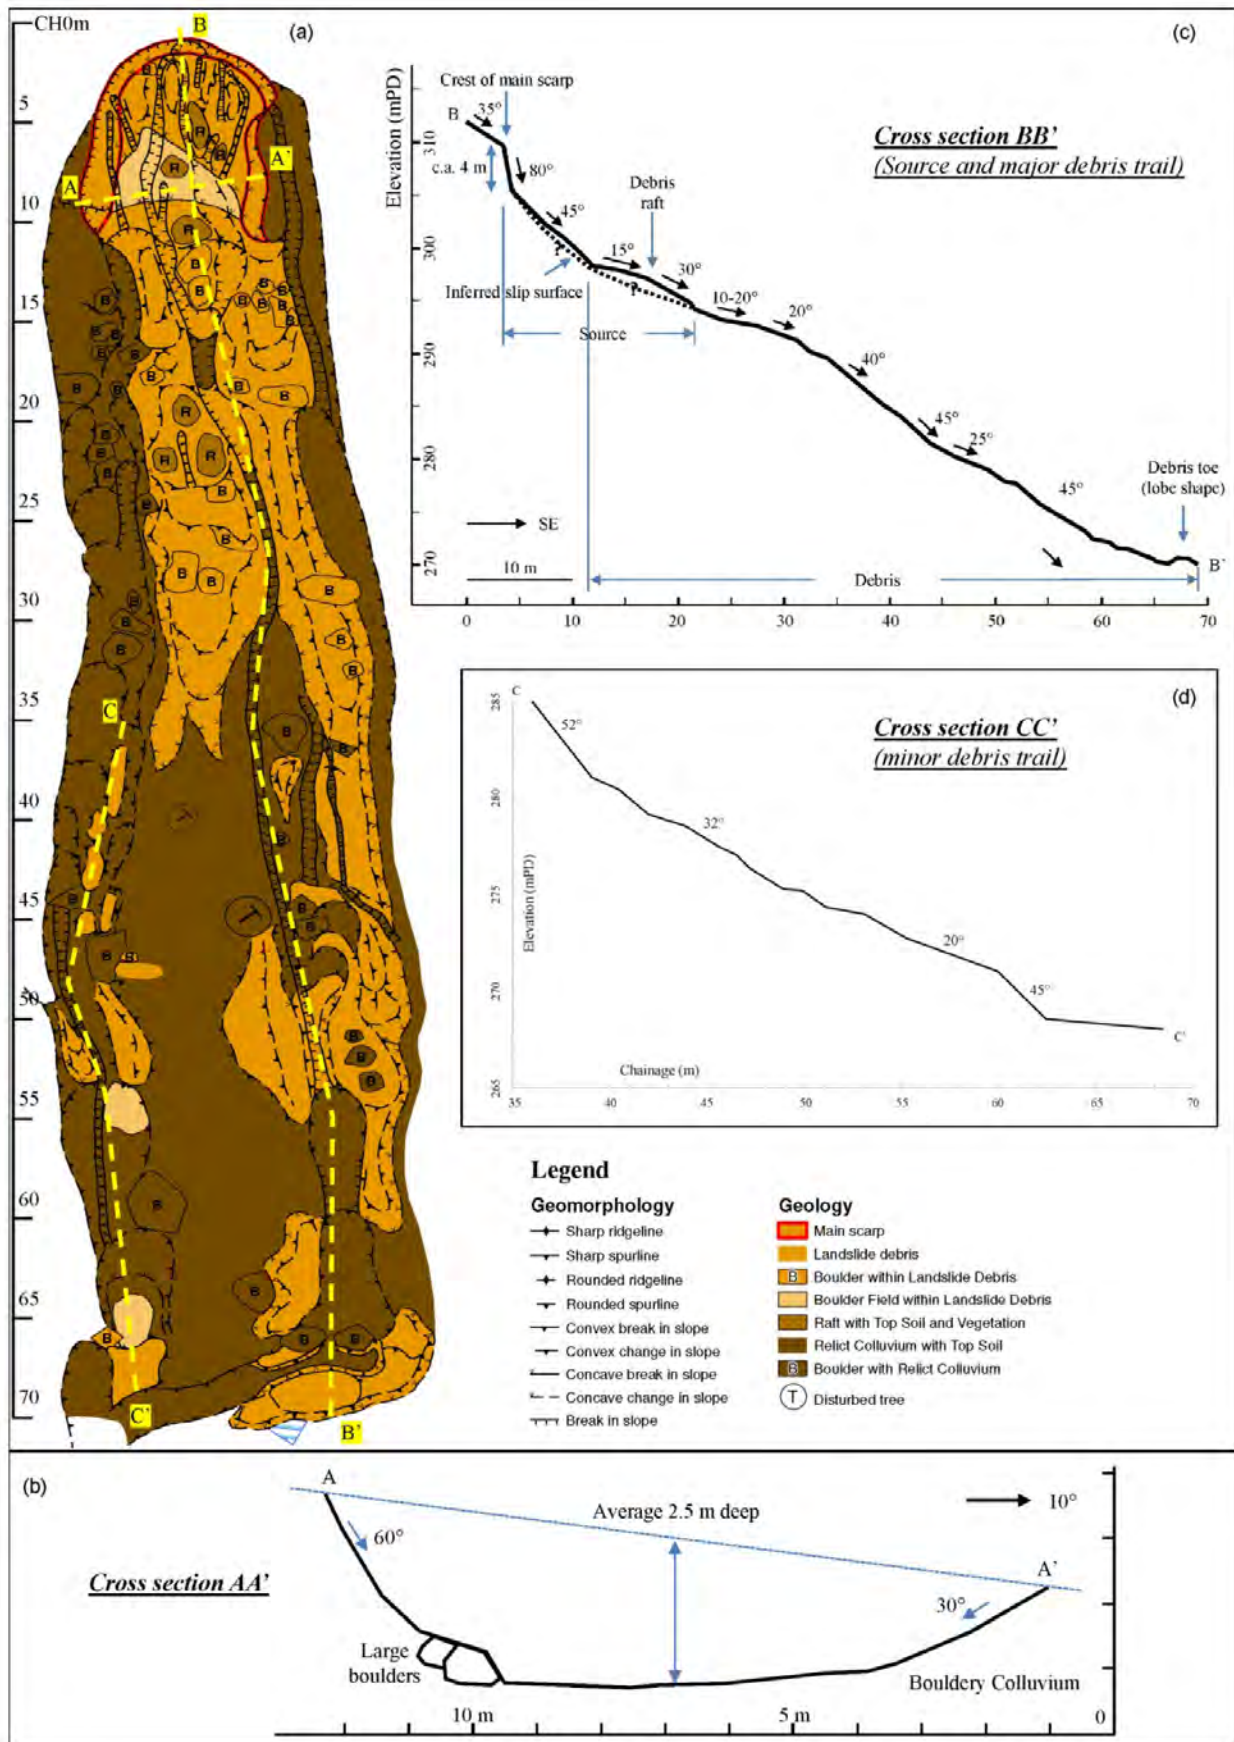 CH0m
5
10
15
20
25
30
35
40
45
50
55
60
65
70
(a)
B
A
A'
C
C'
B'
B
R
T
(c)
Cross section BB'
(Source and major debris trail)
Elevation (mPD)
310
300
290
280
270
Crest of main scarp
B
35°
c.a. 4 m
80°
45°
Debris
raft
15°
30°
?
?
Inferred slip surface
10-20°
20°
Source
40°
45°
25°
45°
Debris toe
(lobe shape)
SE
10 m
Debris
B'
0
10
20
30
40
50
60
70
(d)
Cross section CC'
(minor debris trail)
C
52°
32°
20°
45°
C'
Elevation (mPD)
285
280
275
270
265
Chainage (m)
35
40
45
50
55
60
65
70
Legend
Geomorphology
Sharp ridgeline
Sharp spurline
Rounded ridgeline
Rounded spurline
Convex break in slope
Convex change in slope
Concave break in slope
Concave change in slope
Break in slope
Geology
Main scarp
Landslide debris
B Boulder within Landslide Debris
Boulder Field within Landslide Debris
Raft with Top Soil and Vegetation
Relict Colluvium with Top Soil
B Boulder with Relict Colluvium
T Disturbed tree
(b)
Cross section AA'
A
60°
Average 2.5 m deep
10°
A'
30°
Large
boulders
Bouldery Colluvium
10 m
5 m
0